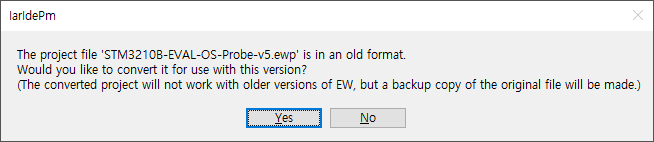 IarIdePm
The project file 'STM3210B-EVAL-OS-Probe-v5.ewp' is in an old format.
Would you like to convert it for use with this version?
(The converted project will not work with older versions of EW, but a backup copy of the original file will be made.)
Yes
No